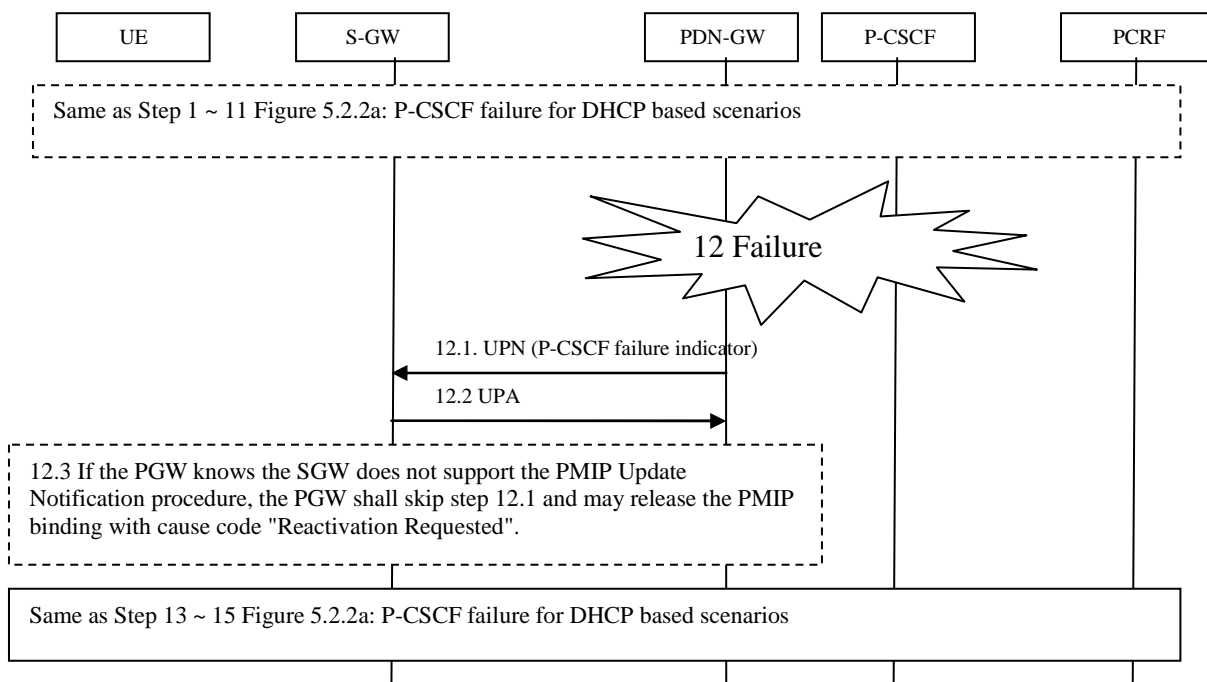 UE
S-GW
PDN-GW
P-CSCF
PCRF
Same as Step 1 ~ 11 Figure 5.2.2a: P-CSCF failure for DHCP based scenarios
12 Failure
12.1. UPN (P-CSCF failure indicator)
12.2 UPA
12.3 If the PGW knows the SGW does not support the PMIP Update
Notification procedure, the PGW shall skip step 12.1 and may release the PMIP
binding with cause code "Reactivation Requested".
Same as Step 13 ~ 15 Figure 5.2.2a: P-CSCF failure for DHCP based scenarios